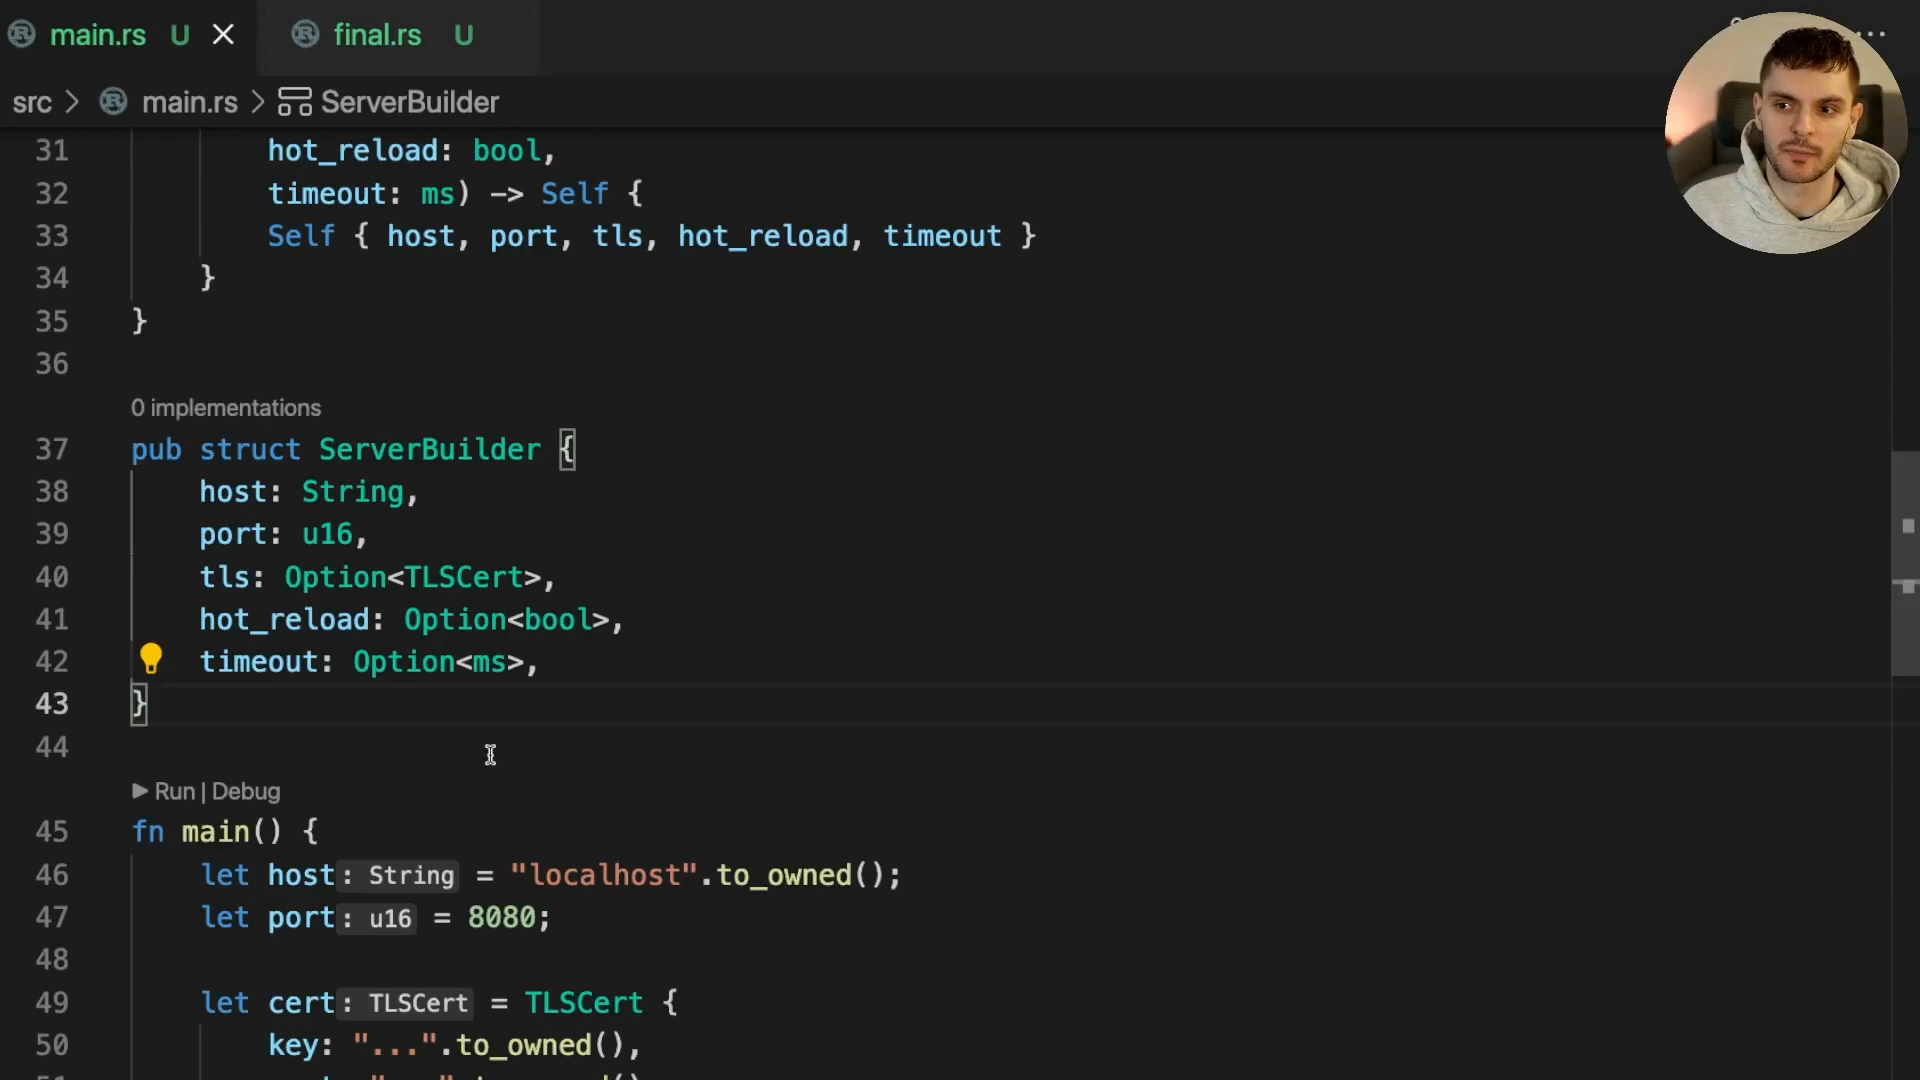 main.rs U
final.rs U
src > main.rs > ServerBuilder
31 hot_reload: bool,
32 timeout: ms) -> Self {
33 Self { host, port, tls, hot_reload, timeout }
34 }
35 }
36
0 implementations
37 pub struct ServerBuilder {
38 host: String,
39 port: u16,
40 tls: Option<TLSCert>,
41 hot_reload: Option<bool>,
42 timeout: Option<ms>,
43 }
44
Run | Debug
45 fn main() {
46 let host: String = "localhost".to_owned();
47 let port: u16 = 8080;
48
49 let cert: TLSCert = TLSCert {
50 key: "...".to_owned(),